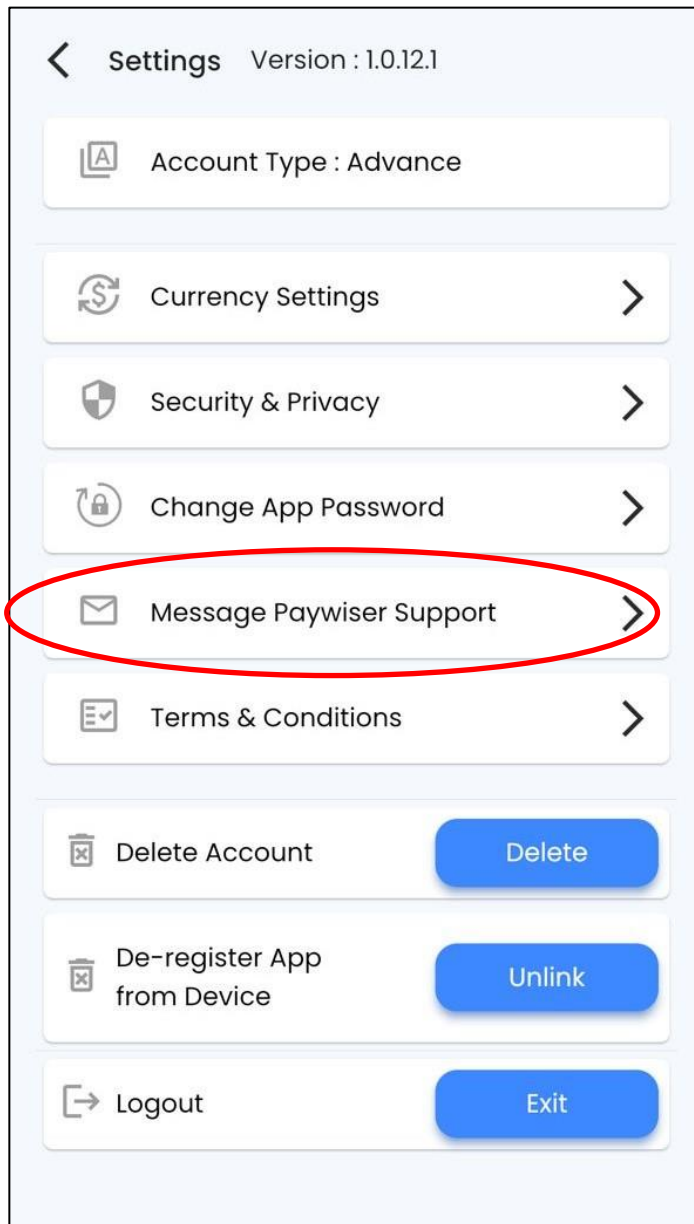 Settings Version : 1.0.12.1
Account Type : Advance
Currency Settings
Security & Privacy
Change App Password
Message Paywiser Support
Terms & Conditions
Delete Account Delete
De-register App
from Device Unlink
Logout Exit